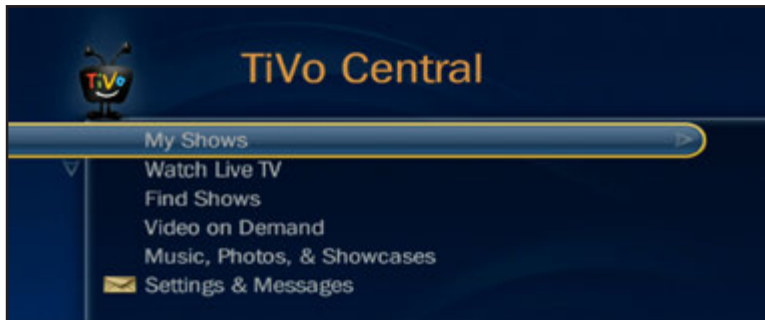 TiVo
TiVo Central
My Shows
Watch Live TV
Find Shows
Video on Demand
Music, Photos, & Showcases
Settings & Messages